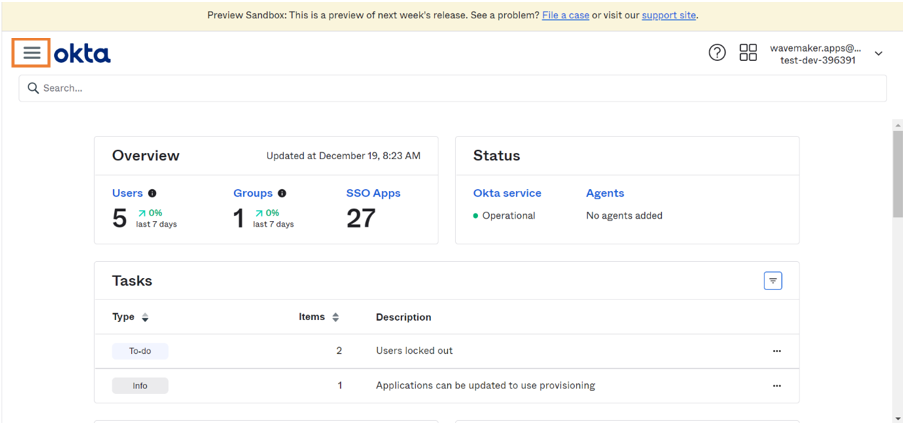 Preview Sandbox: This is a preview of next week's release. See a problem? File a case or visit our support site.
okta
wavemaker.apps@...
test-dev-396391
Search...
Overview
Updated at December 19, 8:23 AM
Users
Groups
SSO Apps
5
0%
last 7 days
1
0%
last 7 days
27
Status
Okta service
Agents
Operational
No agents added
Tasks
Type
Items
Description
To-do
2
Users locked out
Info
1
Applications can be updated to use provisioning